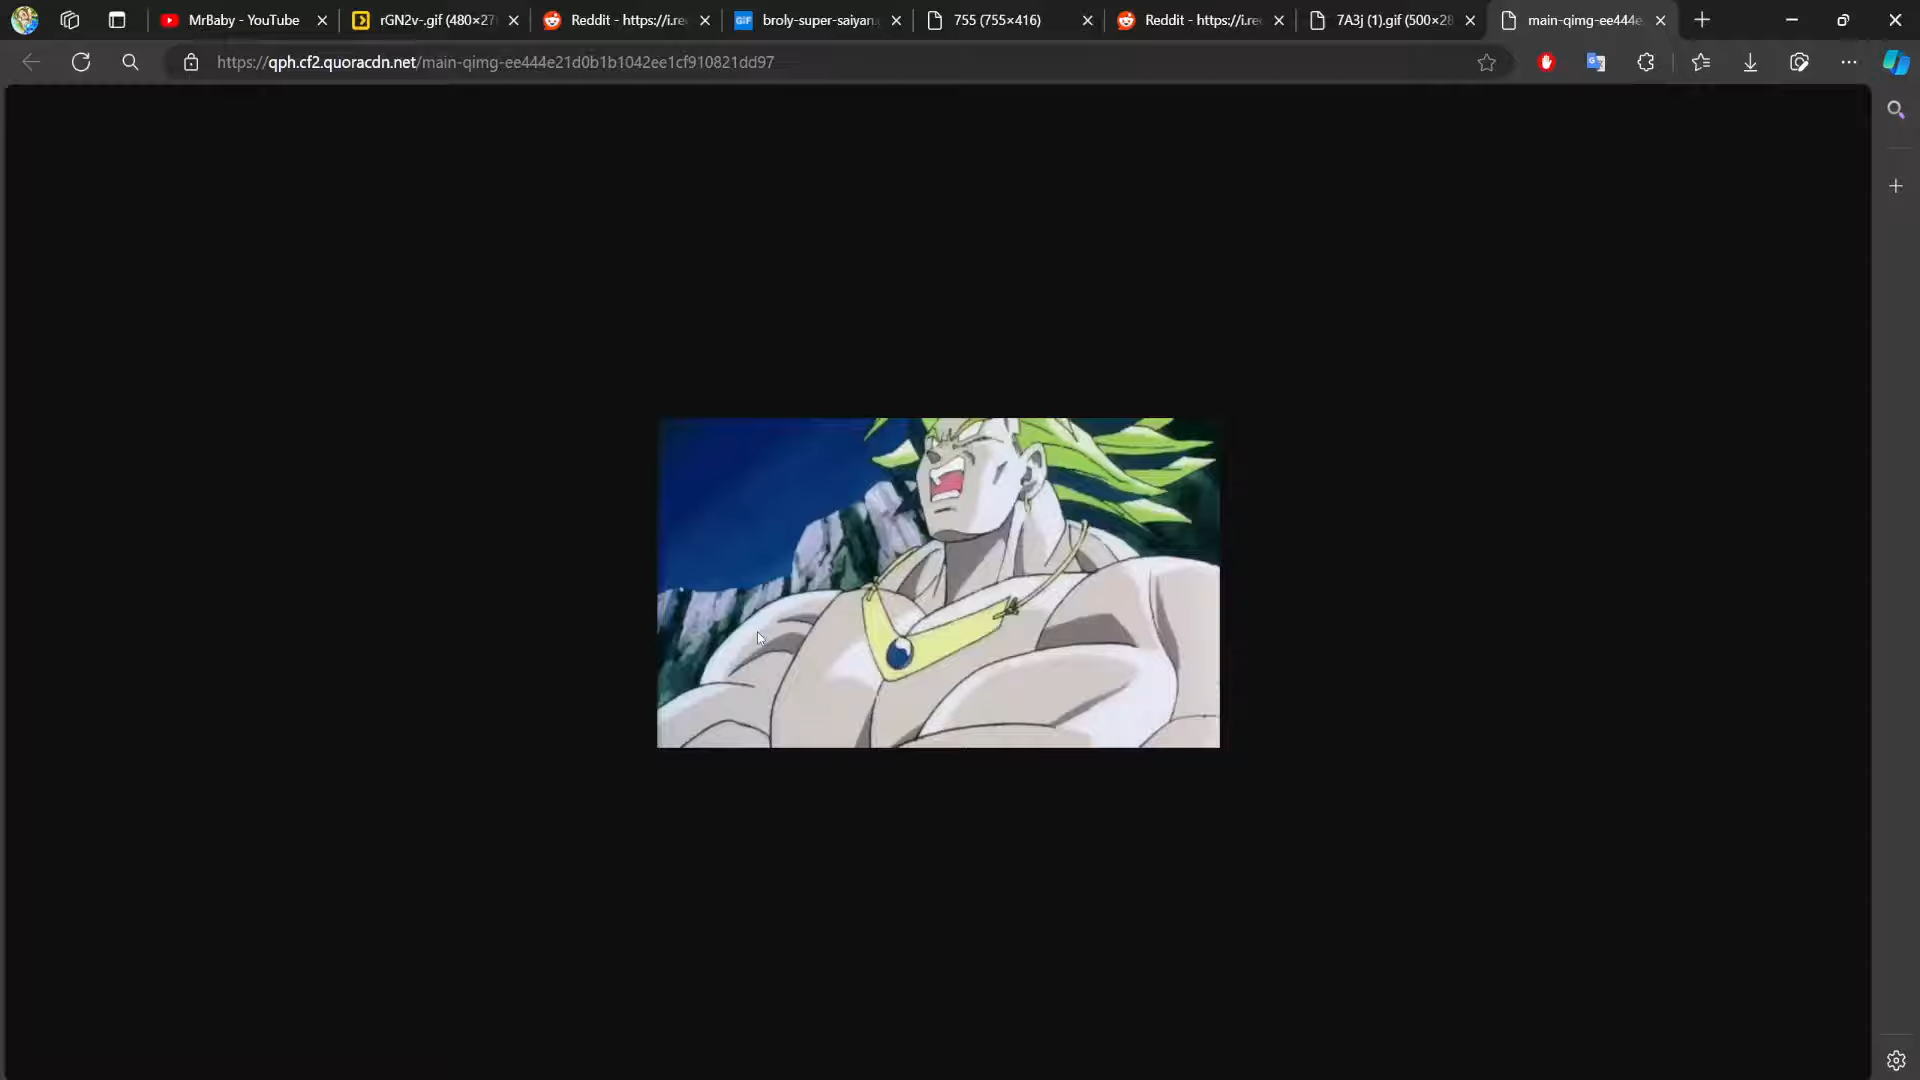 MrBaby - YouTube
rGN2v-.gif (480×27
Reddit - https://i.re
broly-super-saiyan.
755 (755×416)
Reddit - https://i.re
7A3j (1).gif (500×28
main-qimg-ee444e
https://qph.cf2.quoracdn.net/main-qimg-ee444e21d0b1b1042ee1cf910821dd97
GIF